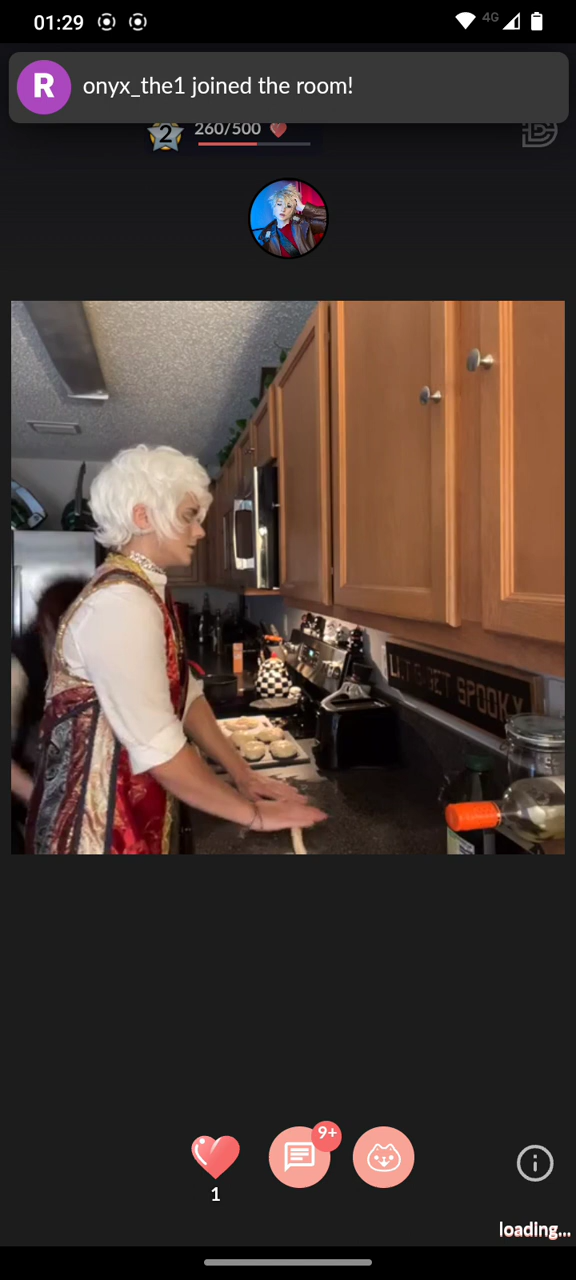 01:29
4G
R onyx_the1 joined the room!
2 260/500
LET'S GET SPOOKY
9+
1
loading...